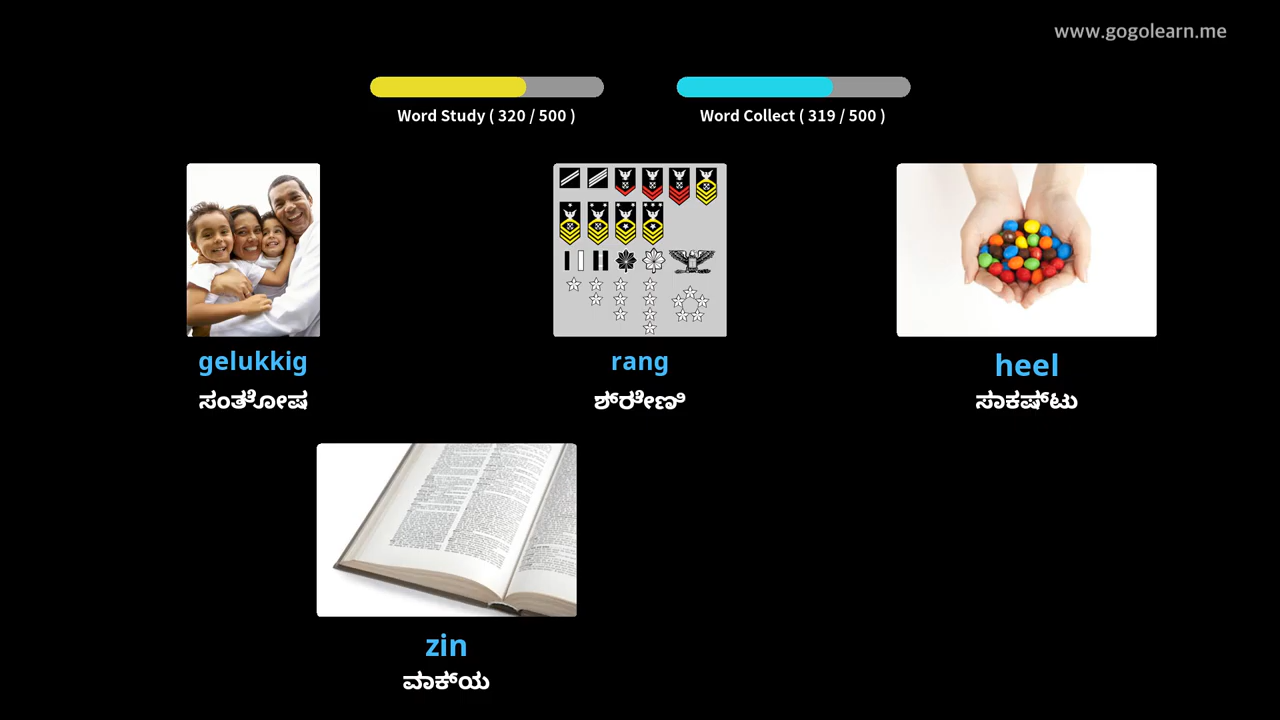 www.gogolearn.me
Word Study ( 320 / 500 )
Word Collect ( 319 / 500 )
gelukkig
rang
heel
ಸಂತೋಷ
ಶ್ರೇಣಿ
ಸಾಕಷ್ಟು
zin
ವಾಕ್ಯ